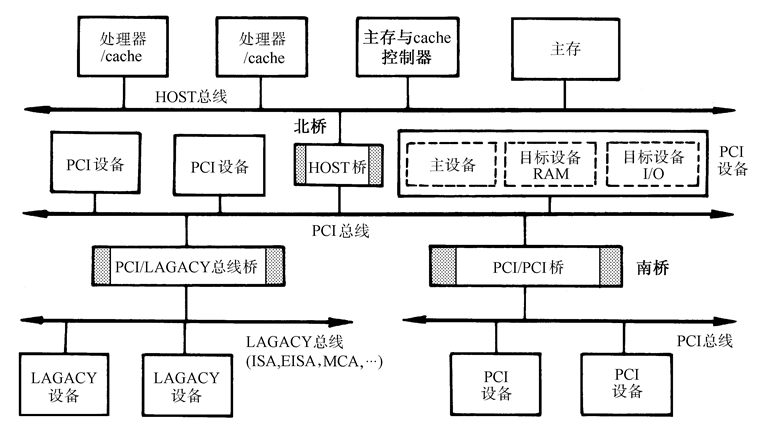 处理器
/cache
处理器
/cache
主存与cache
控制器
主存
HOST总线
北桥
PCI设备
PCI设备
HOST桥
主设备
目标设备
RAM
目标设备
I/O
PCI
设备
PCI总线
PCI/LAGACY总线桥
PCI/PCI桥
南桥
LAGACY总线
(ISA,EISA,MCA,…)
PCI总线
LAGACY
设备
LAGACY
设备
PCI
设备
PCI
设备